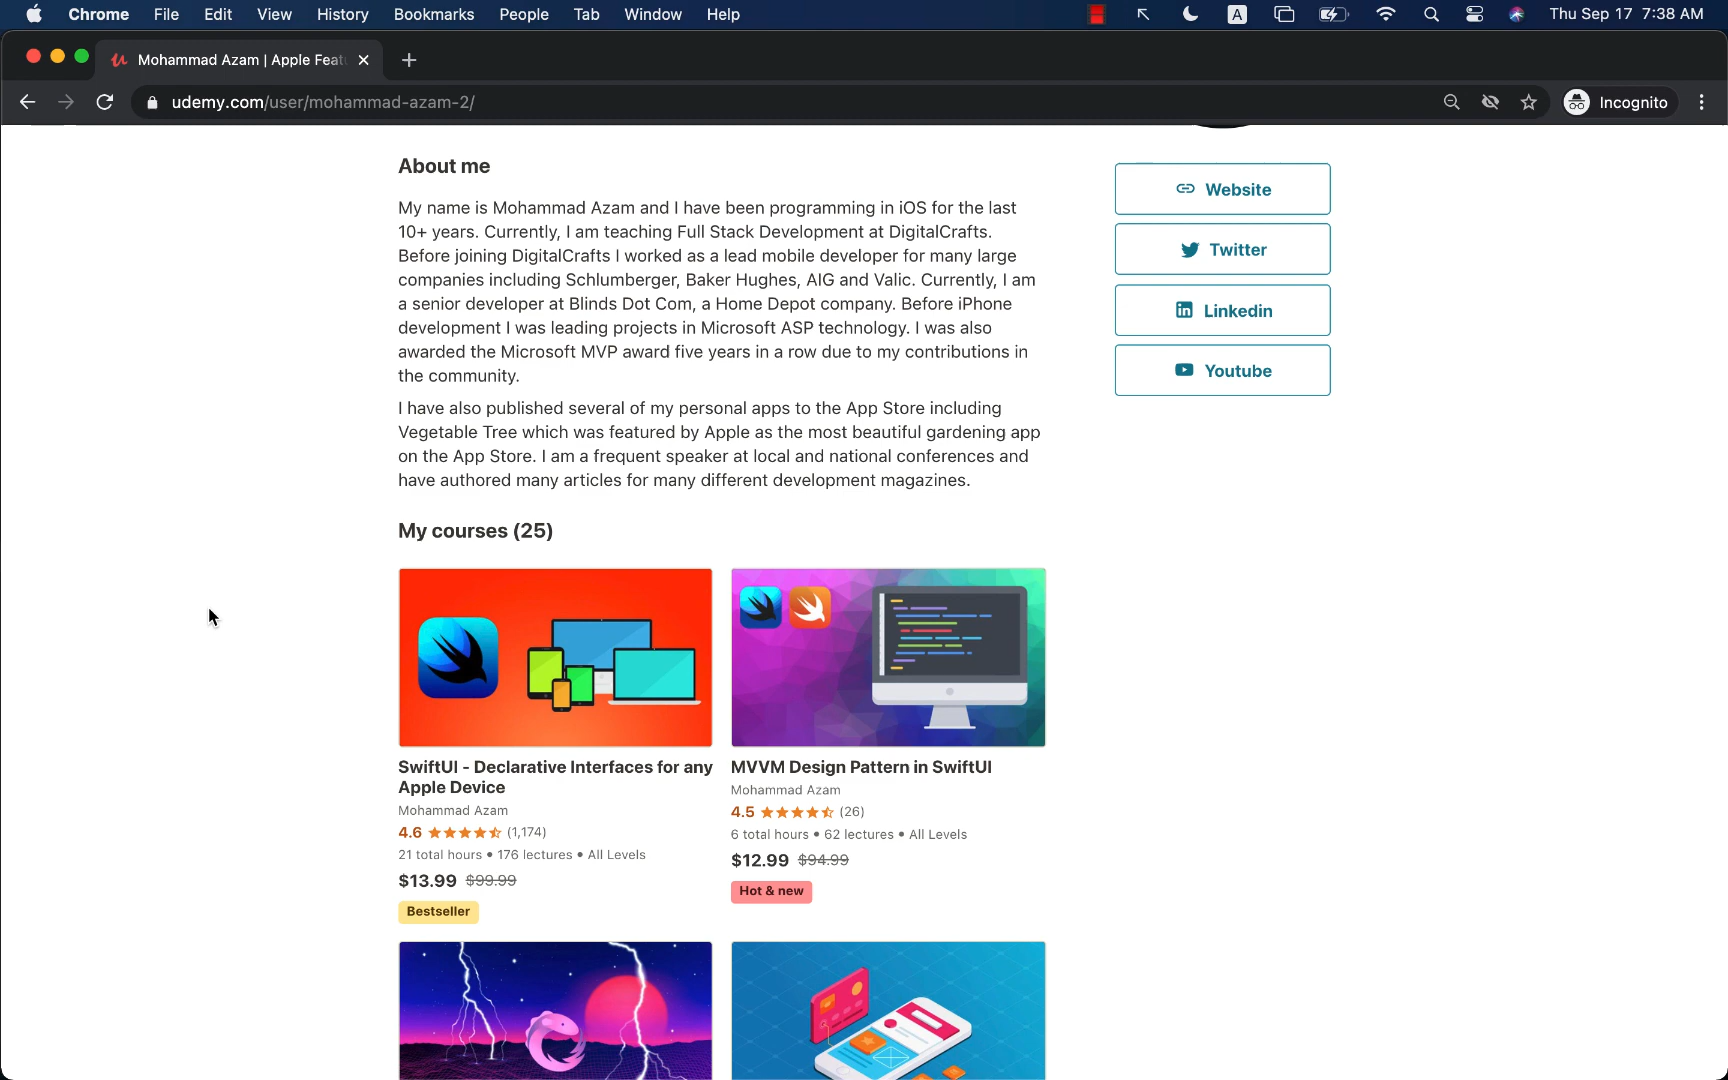 Chrome File Edit View History Bookmarks People Tab Window Help A Thu Sep 17 7:38 AM
Mohammad Azam | Apple Feat
udemy.com/user/mohammad-azam-2/ Incognito
About me
My name is Mohammad Azam and I have been programming in iOS for the last
10+ years. Currently, I am teaching Full Stack Development at DigitalCrafts.
Before joining DigitalCrafts I worked as a lead mobile developer for many large
companies including Schlumberger, Baker Hughes, AIG and Valic. Currently, I am
a senior developer at Blinds Dot Com, a Home Depot company. Before iPhone
development I was leading projects in Microsoft ASP technology. I was also
awarded the Microsoft MVP award five years in a row due to my contributions in
the community.
I have also published several of my personal apps to the App Store including
Vegetable Tree which was featured by Apple as the most beautiful gardening app
on the App Store. I am a frequent speaker at local and national conferences and
have authored many articles for many different development magazines.
Website
Twitter
Linkedin
Youtube
My courses (25)
SwiftUI - Declarative Interfaces for any
Apple Device
Mohammad Azam
4.6 (1,174)
21 total hours • 176 lectures • All Levels
$13.99 $99.99
Bestseller
MVVM Design Pattern in SwiftUI
Mohammad Azam
4.5 (26)
6 total hours • 62 lectures • All Levels
$12.99 $94.99
Hot & new